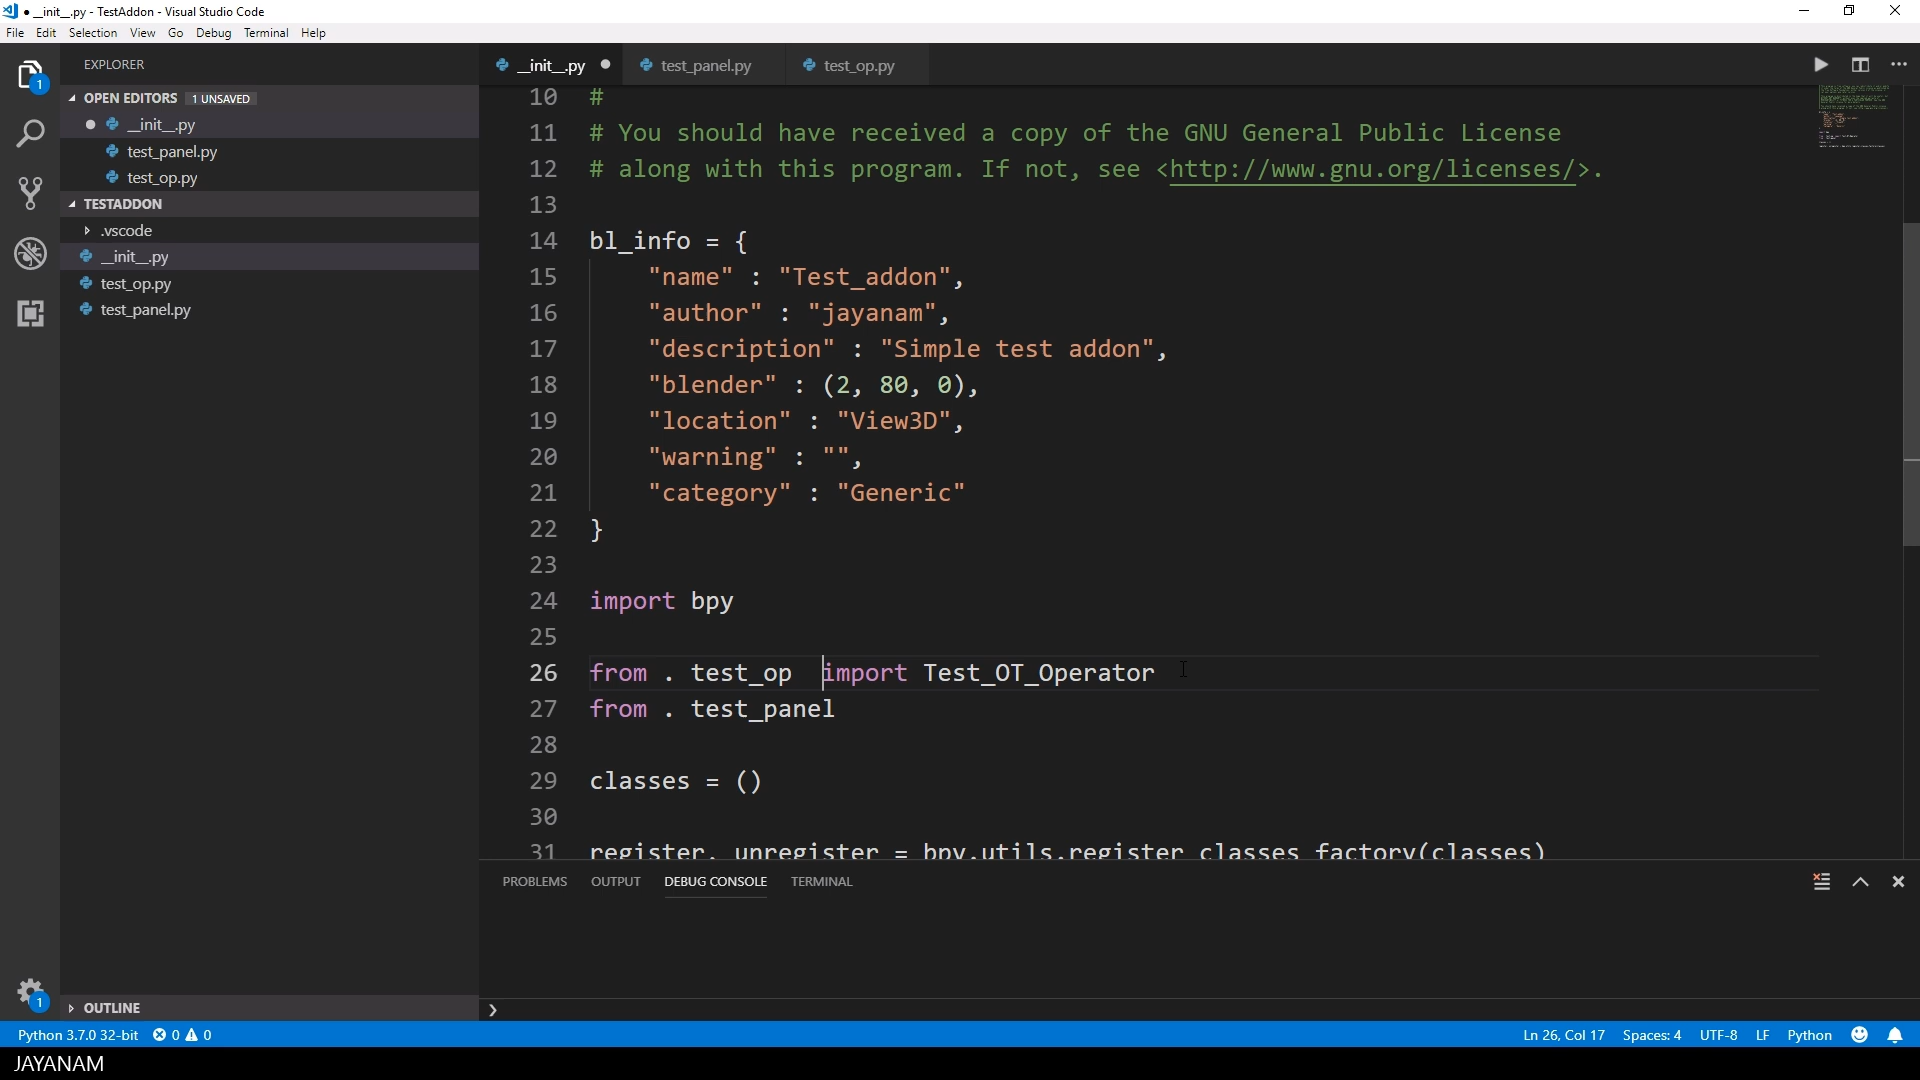 __init__.py - TestAddon - Visual Studio Code
File Edit Selection View Go Debug Terminal Help
EXPLORER
OPEN EDITORS 1 UNSAVED
__init__.py
test_panel.py
test_op.py
TESTADDON
.vscode
__init__.py
test_op.py
test_panel.py
OUTLINE
1
1
__init__.py test_panel.py test_op.py
10 #
11 # You should have received a copy of the GNU General Public License
12 # along with this program. If not, see <http://www.gnu.org/licenses/>.
13
14 bl_info = {
15 "name" : "Test_addon",
16 "author" : "jayanam",
17 "description" : "Simple test addon",
18 "blender" : (2, 80, 0),
19 "location" : "View3D",
20 "warning" : "",
21 "category" : "Generic"
22 }
23
24 import bpy
25
26 from . test_op  import Test_OT_Operator
27 from . test_panel
28
29 classes = ()
30
31 register, unregister = bpy.utils.register_classes_factory(classes)
PROBLEMS OUTPUT DEBUG CONSOLE TERMINAL
Python 3.7.0 32-bit 0 0 Ln 26, Col 17 Spaces: 4 UTF-8 LF Python
JAYANAM